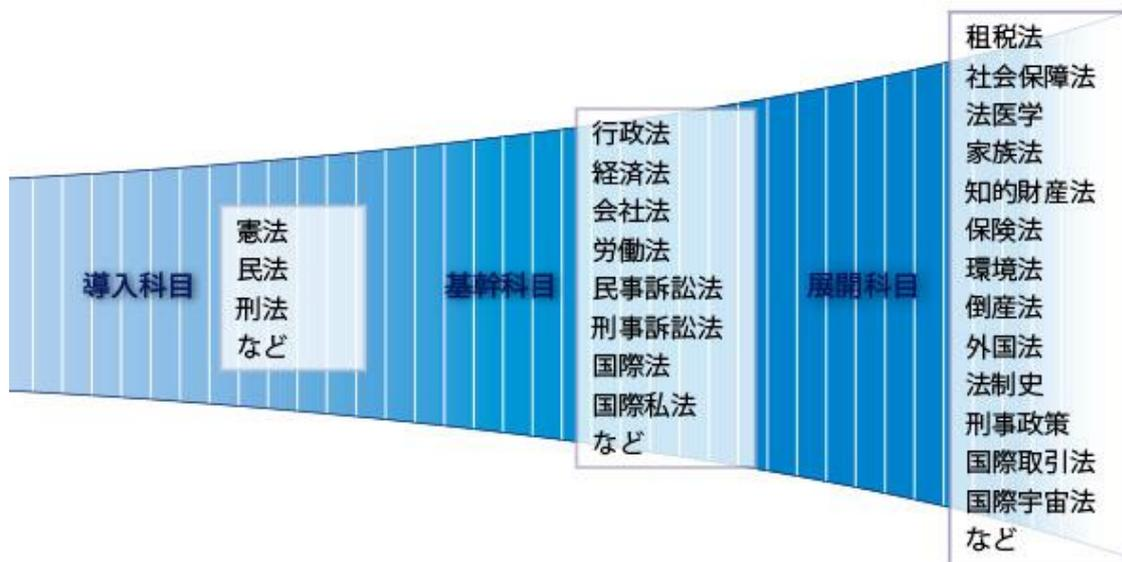 導入科目
憲法
民法
刑法
など
基幹科目
行政法
経済法
会社法
労働法
民事訴訟法
刑事訴訟法
国際法
国際私法
など
展開科目
租税法
社会保障法
法医学
家族法
知的財産法
保険法
環境法
倒産法
外国法
法制史
刑事政策
国際取引法
国際宇宙法
など